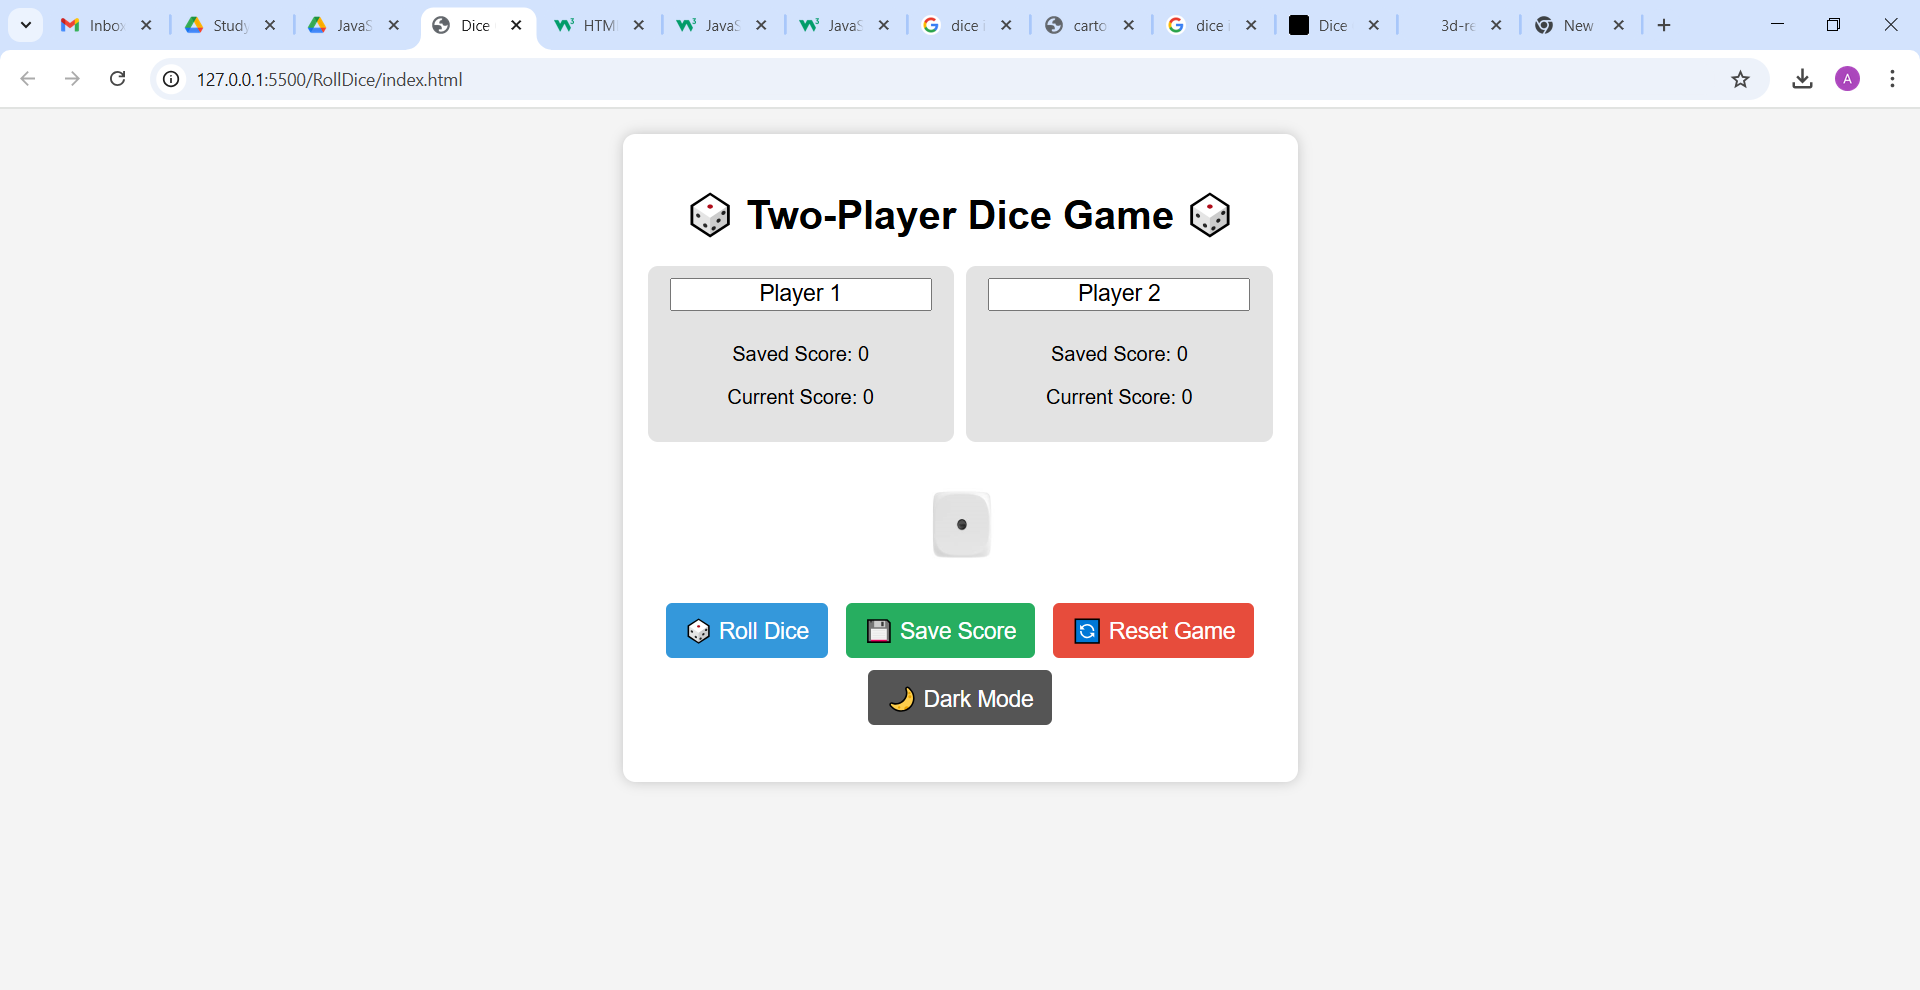 Inbo Study JavaS Dice HTM JavaS JavaS dice carto dice Dice 3d-re New
127.0.0.1:5500/RollDice/index.html A
Two-Player Dice Game
Player 1 Player 2
Saved Score: 0 Saved Score: 0
Current Score: 0 Current Score: 0
Roll Dice Save Score Reset Game
Dark Mode